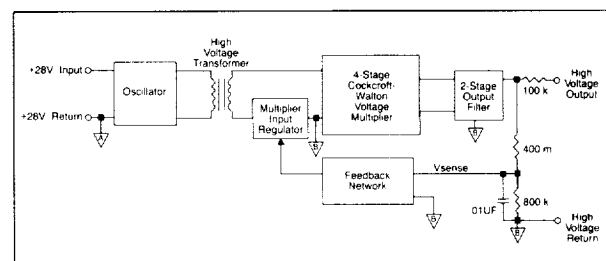 High
Voltage
Transformer
+28V Input
+28V Return
Oscillator
A
Multiplier
Input
Regulator
B
4-Stage
Cockcroft-
Walton
Voltage
Multiplier
2-Stage
Output
Filter
B
100 k
High
Voltage
Output
400 m
Feedback
Network
Vsense
B
.01UF
800 k
B
High
Voltage
Return